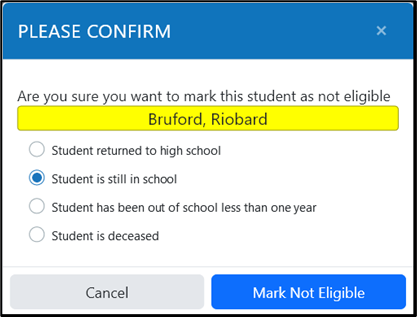 PLEASE CONFIRM ×
Are you sure you want to mark this student as not eligible
Bruford, Riobard
Student returned to high school
Student is still in school
Student has been out of school less than one year
Student is deceased
Cancel Mark Not Eligible